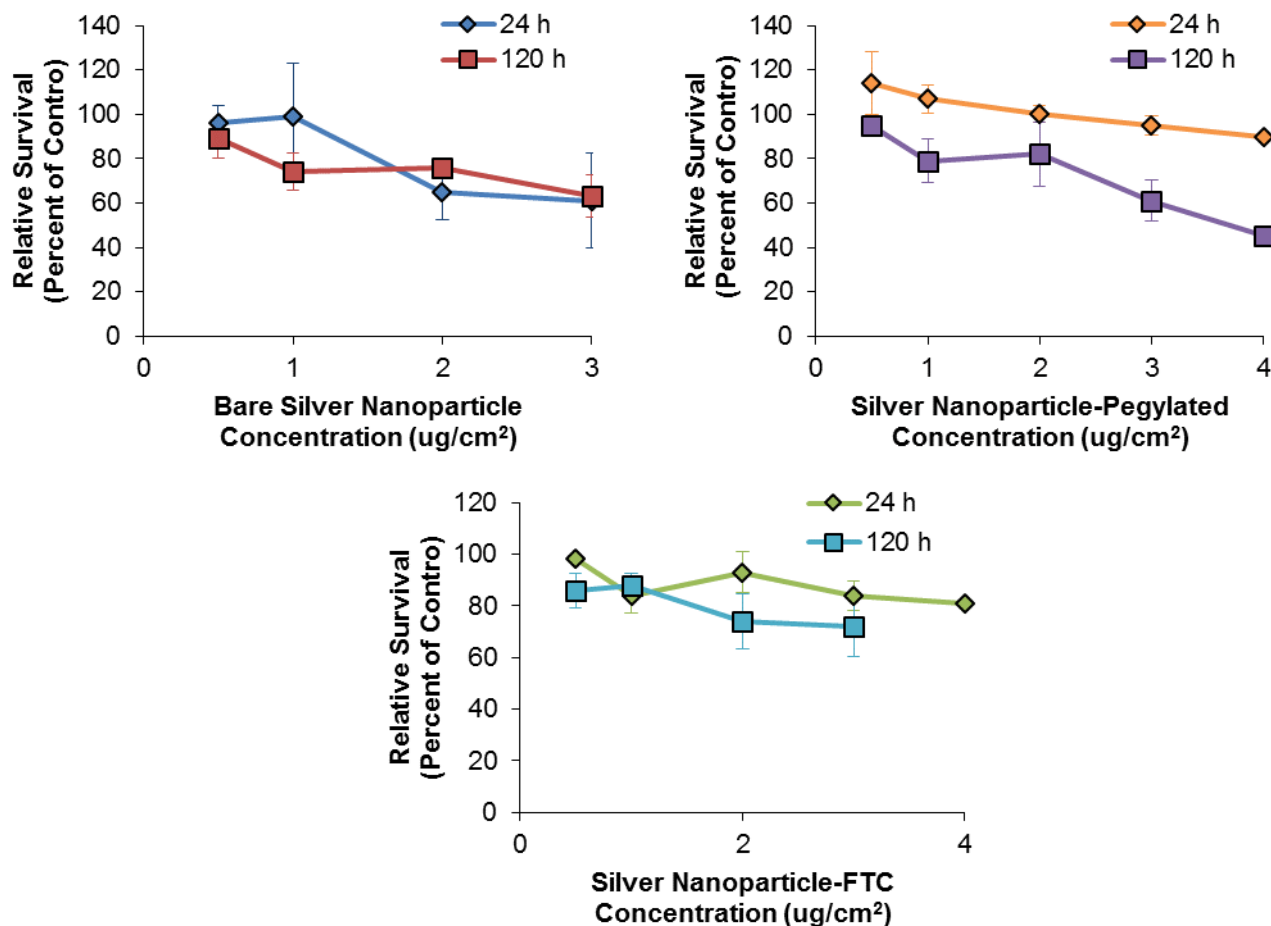 Relative Survival
(Percent of Control)
140
120
100
80
60
40
20
0
24 h
120 h
0
1
2
3
Bare Silver Nanoparticle
Concentration (ug/cm²)
Relative Survival
(Percent of Control)
140
120
100
80
60
40
20
0
24 h
120 h
0
1
2
3
4
Silver Nanoparticle-Pegylated
Concentration (ug/cm²)
Relative Survival
(Percent of Contro)
120
100
80
60
40
20
0
24 h
120 h
0
2
4
Silver Nanoparticle-FTC
Concentration (ug/cm²)